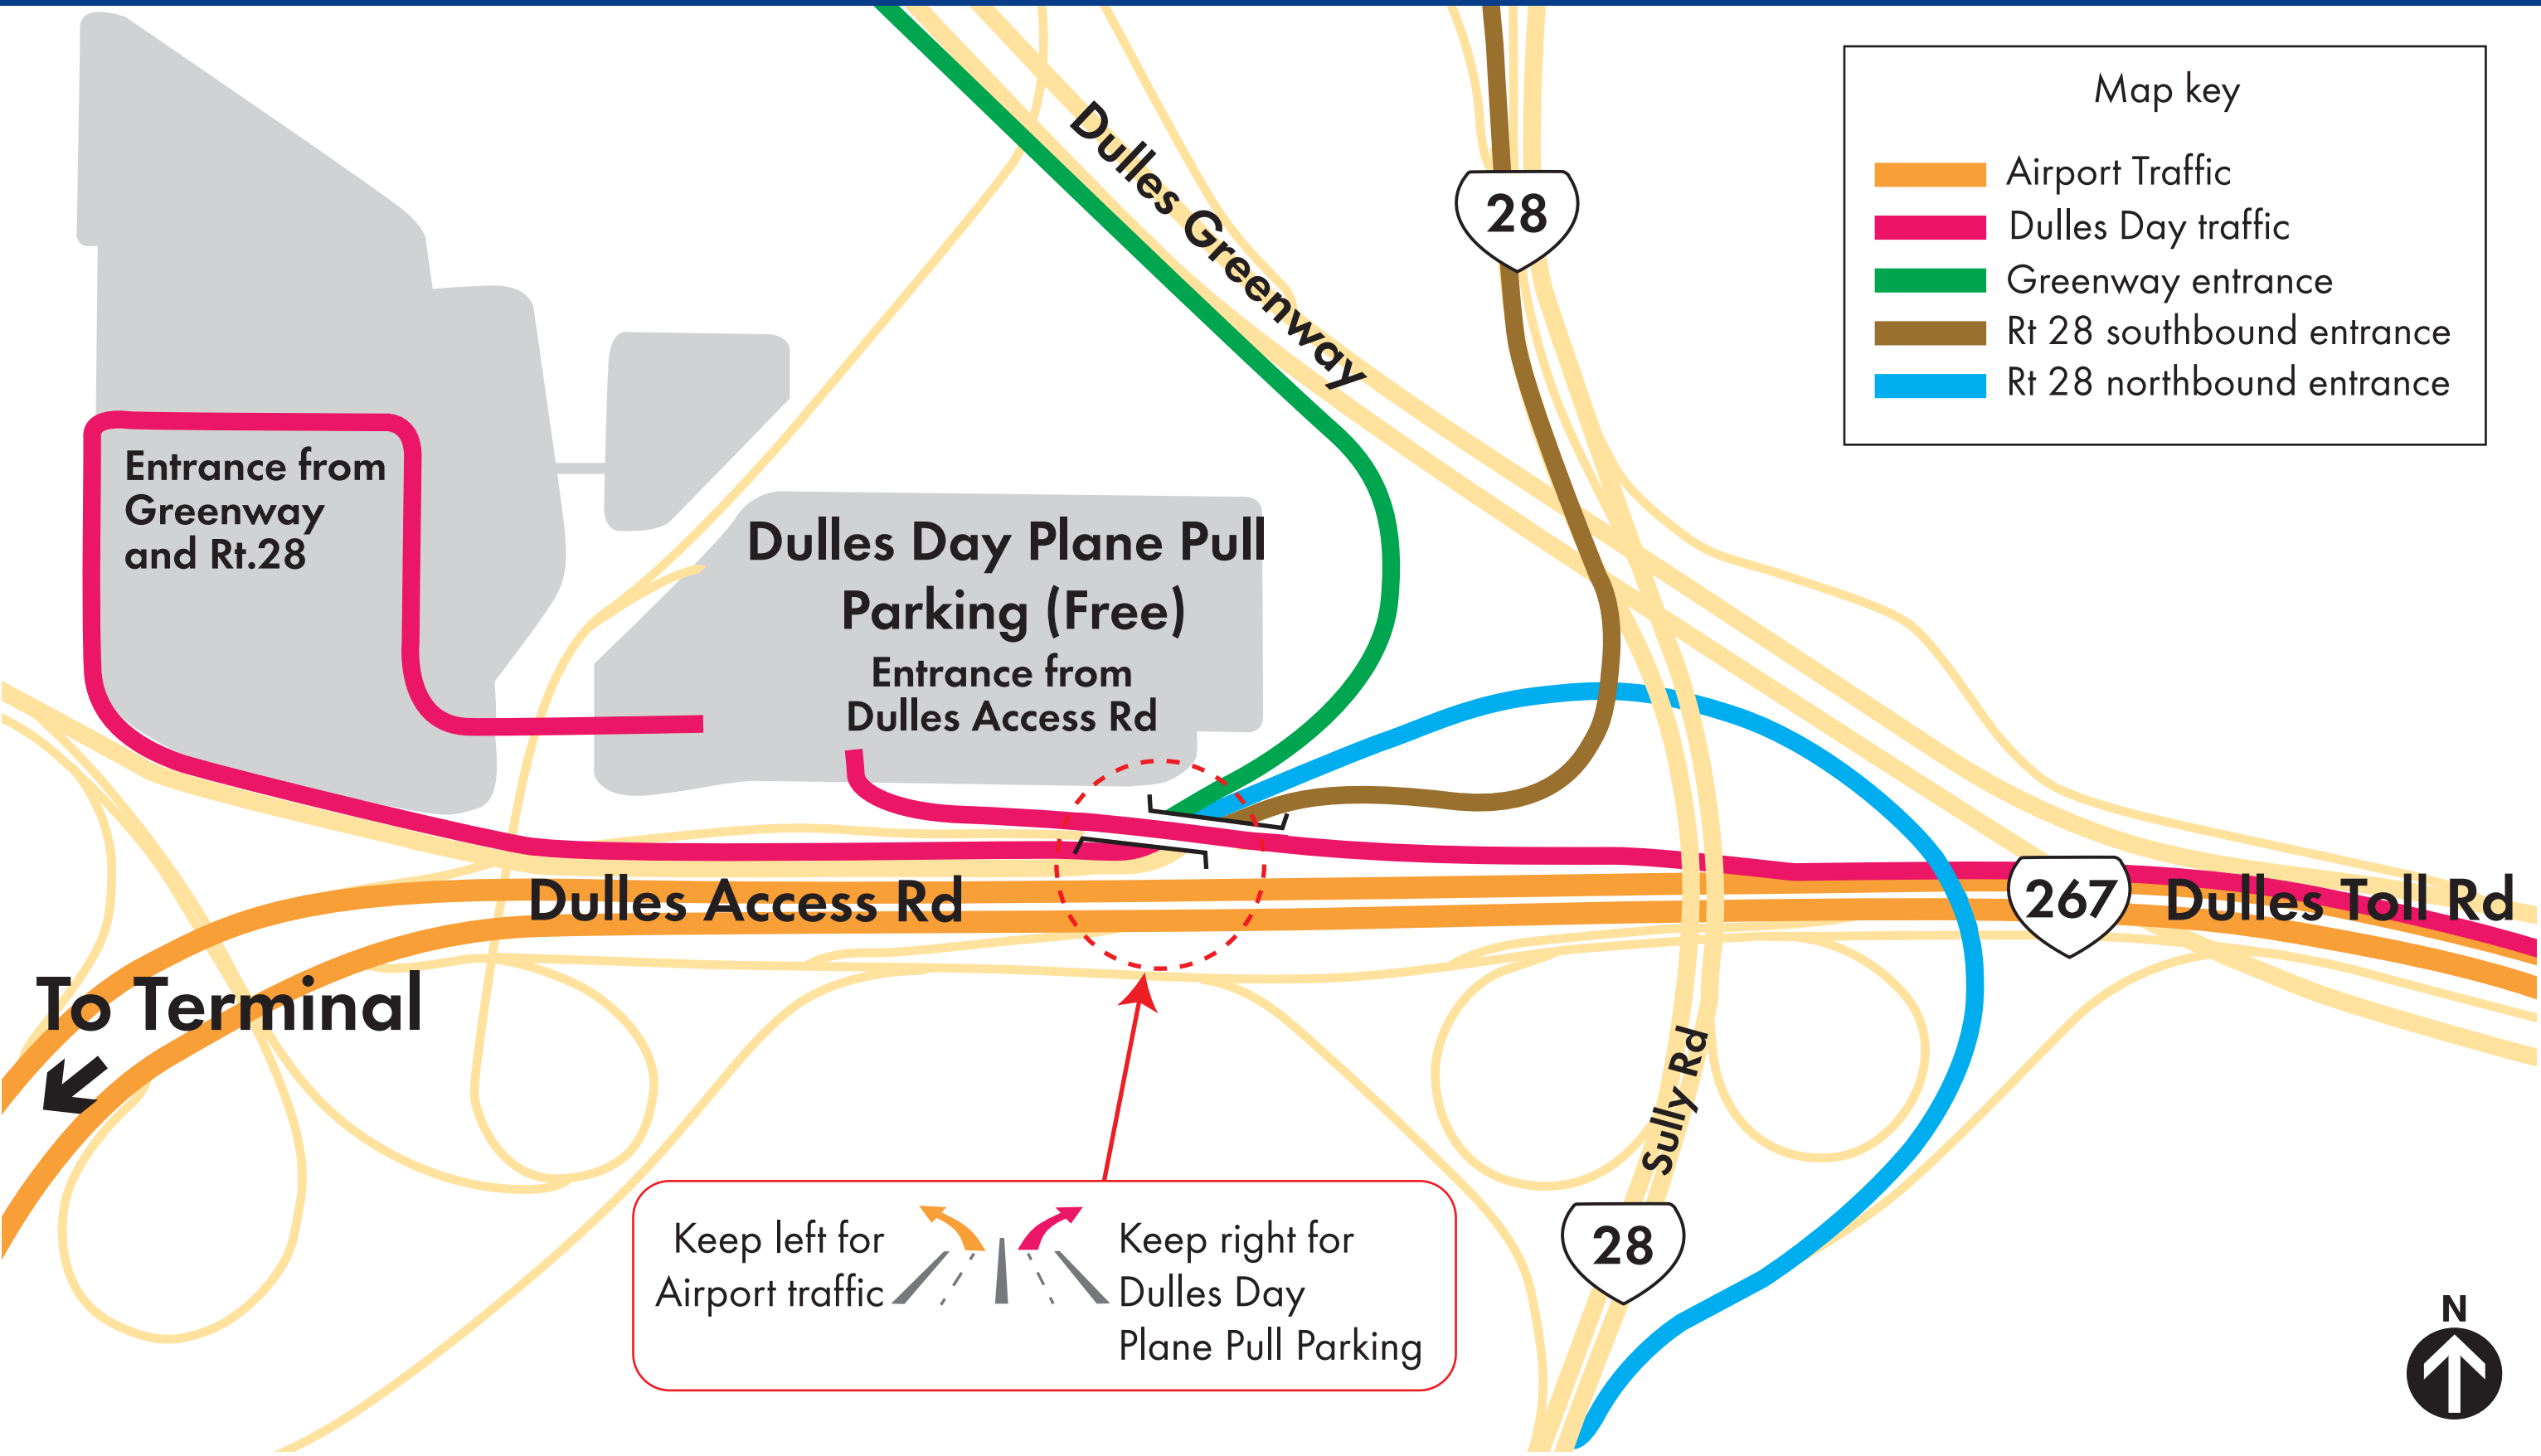 Map key
Airport Traffic
Dulles Day traffic
Greenway entrance
Rt 28 southbound entrance
Rt 28 northbound entrance
Dulles Greenway
28
Entrance from
Greenway
and Rt.28
Dulles Day Plane Pull
Parking (Free)
Entrance from
Dulles Access Rd
Dulles Access Rd
267
Dulles Toll Rd
To Terminal
Sully Rd
28
Keep left for
Airport traffic
Keep right for
Dulles Day
Plane Pull Parking
N